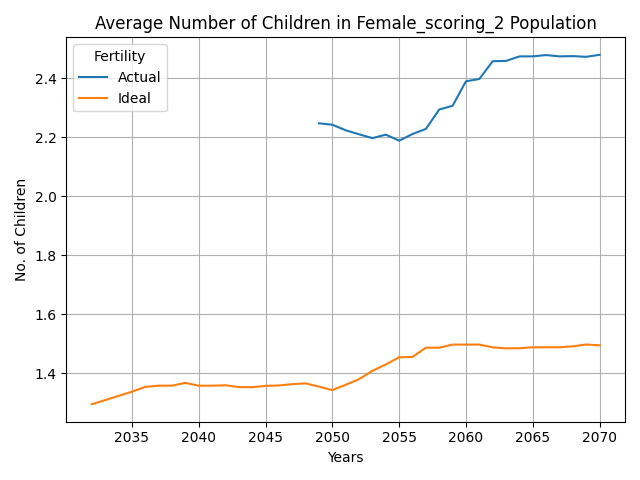 Average Number of Children in Female_scoring_2 Population
Fertility
Actual
Ideal
No. of Children
2.4
2.2
2.0
1.8
1.6
1.4
2035 2040 2045 2050 2055 2060 2065 2070
Years